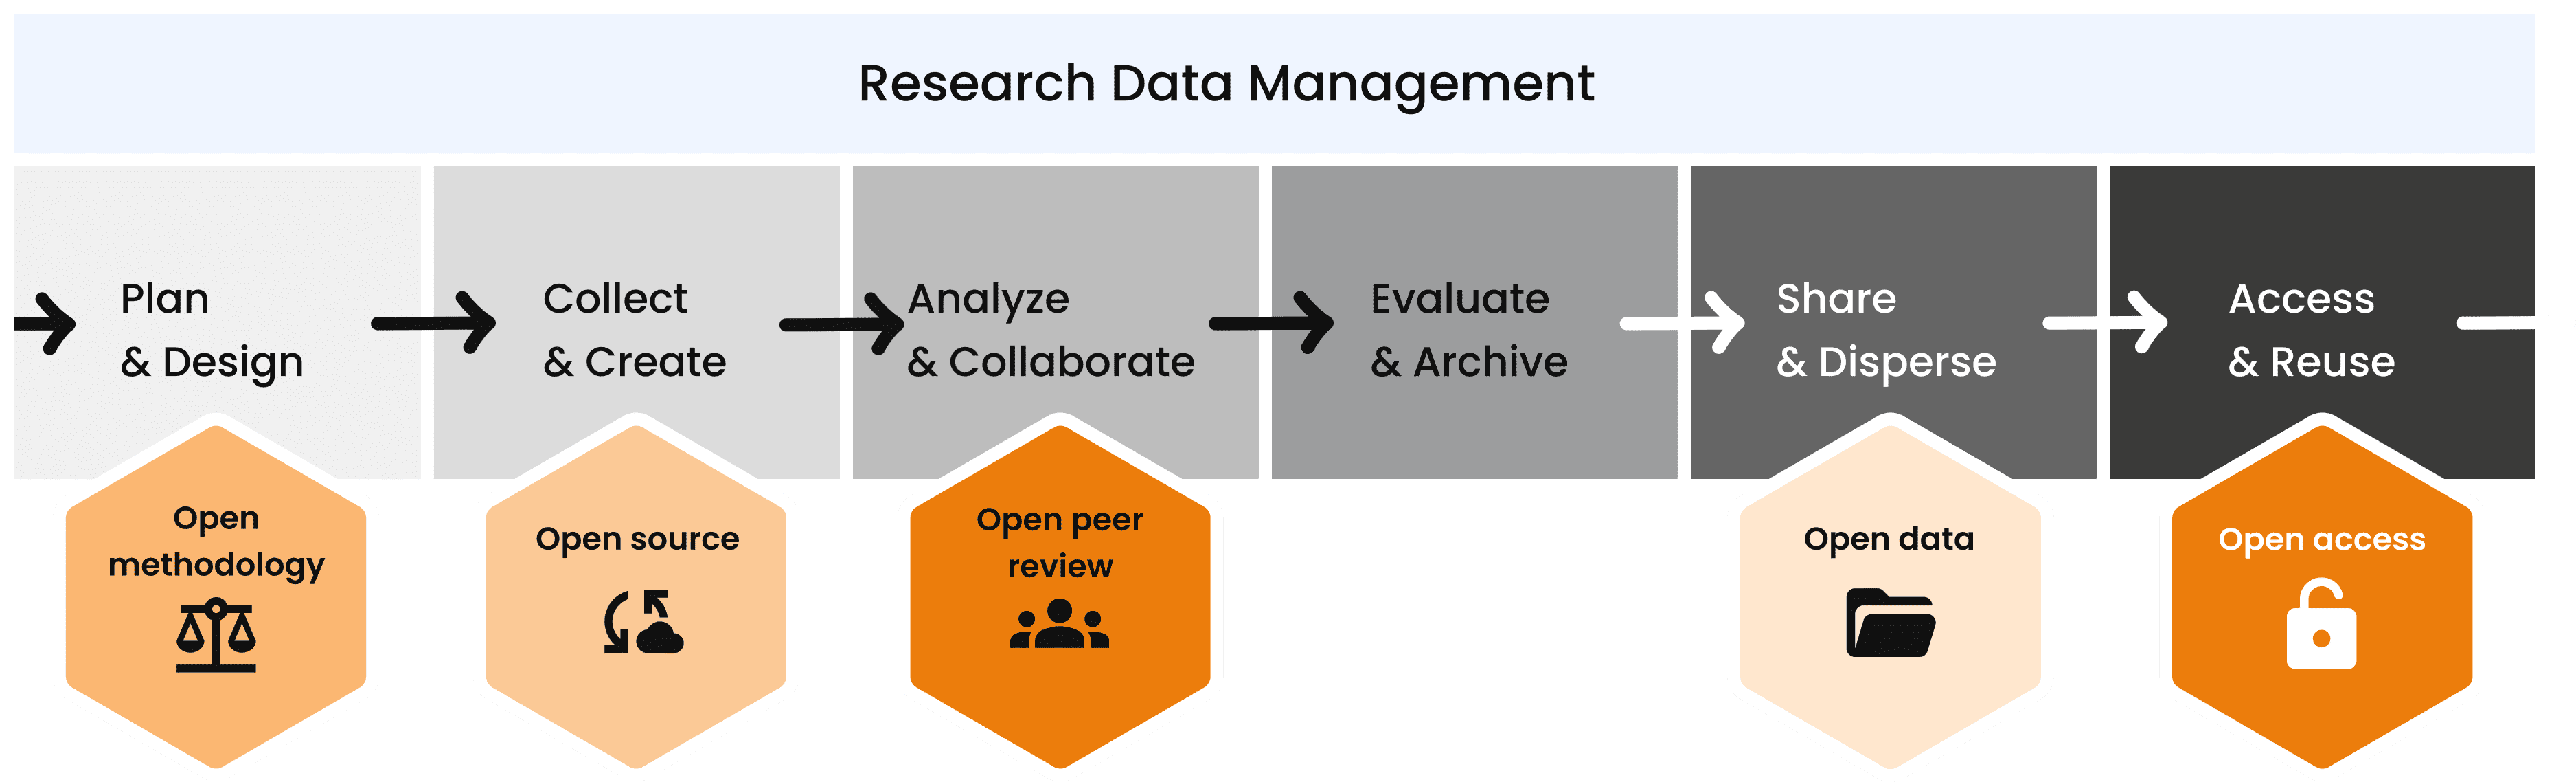 Research Data Management
Plan
& Design
Collect
& Create
Analyze
& Collaborate
Evaluate
& Archive
Share
& Disperse
Access
& Reuse
Open
methodology
Open source
Open peer
review
Open data
Open access